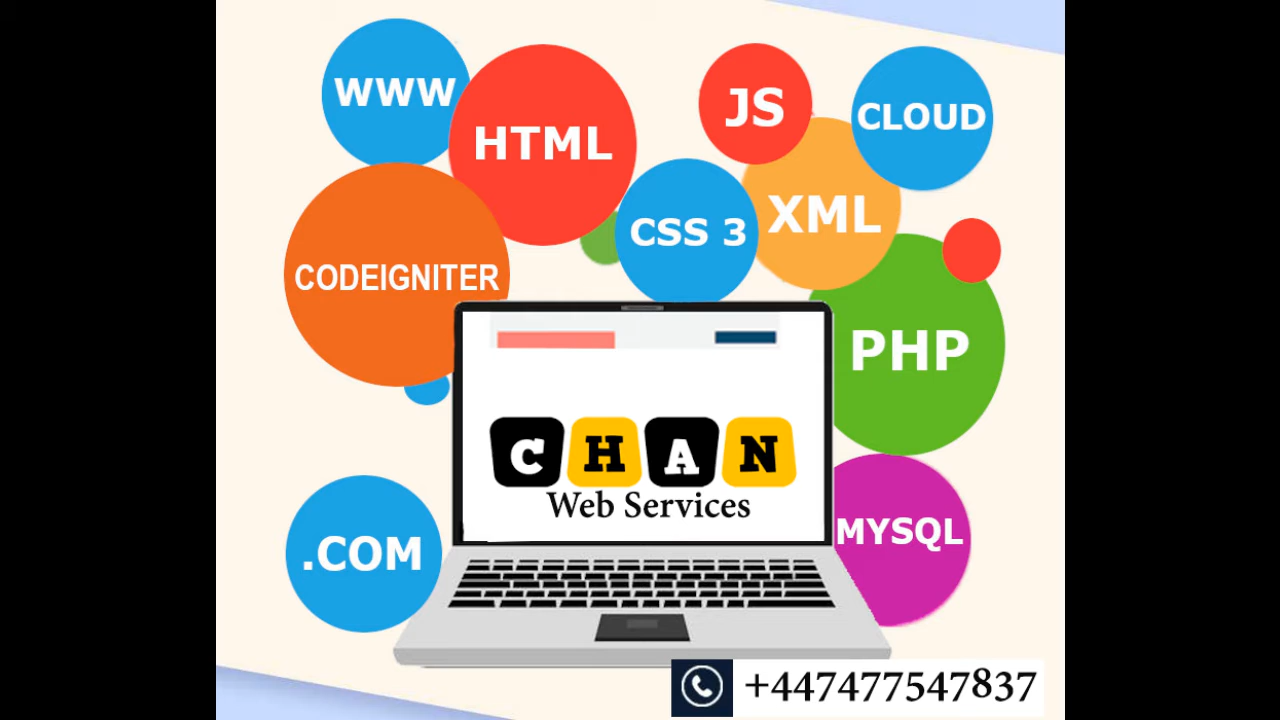 WWW
HTML
JS
CLOUD
CSS 3
XML
CODEIGNITER
PHP
CHAN
Web Services
MYSQL
.COM
+447477547837